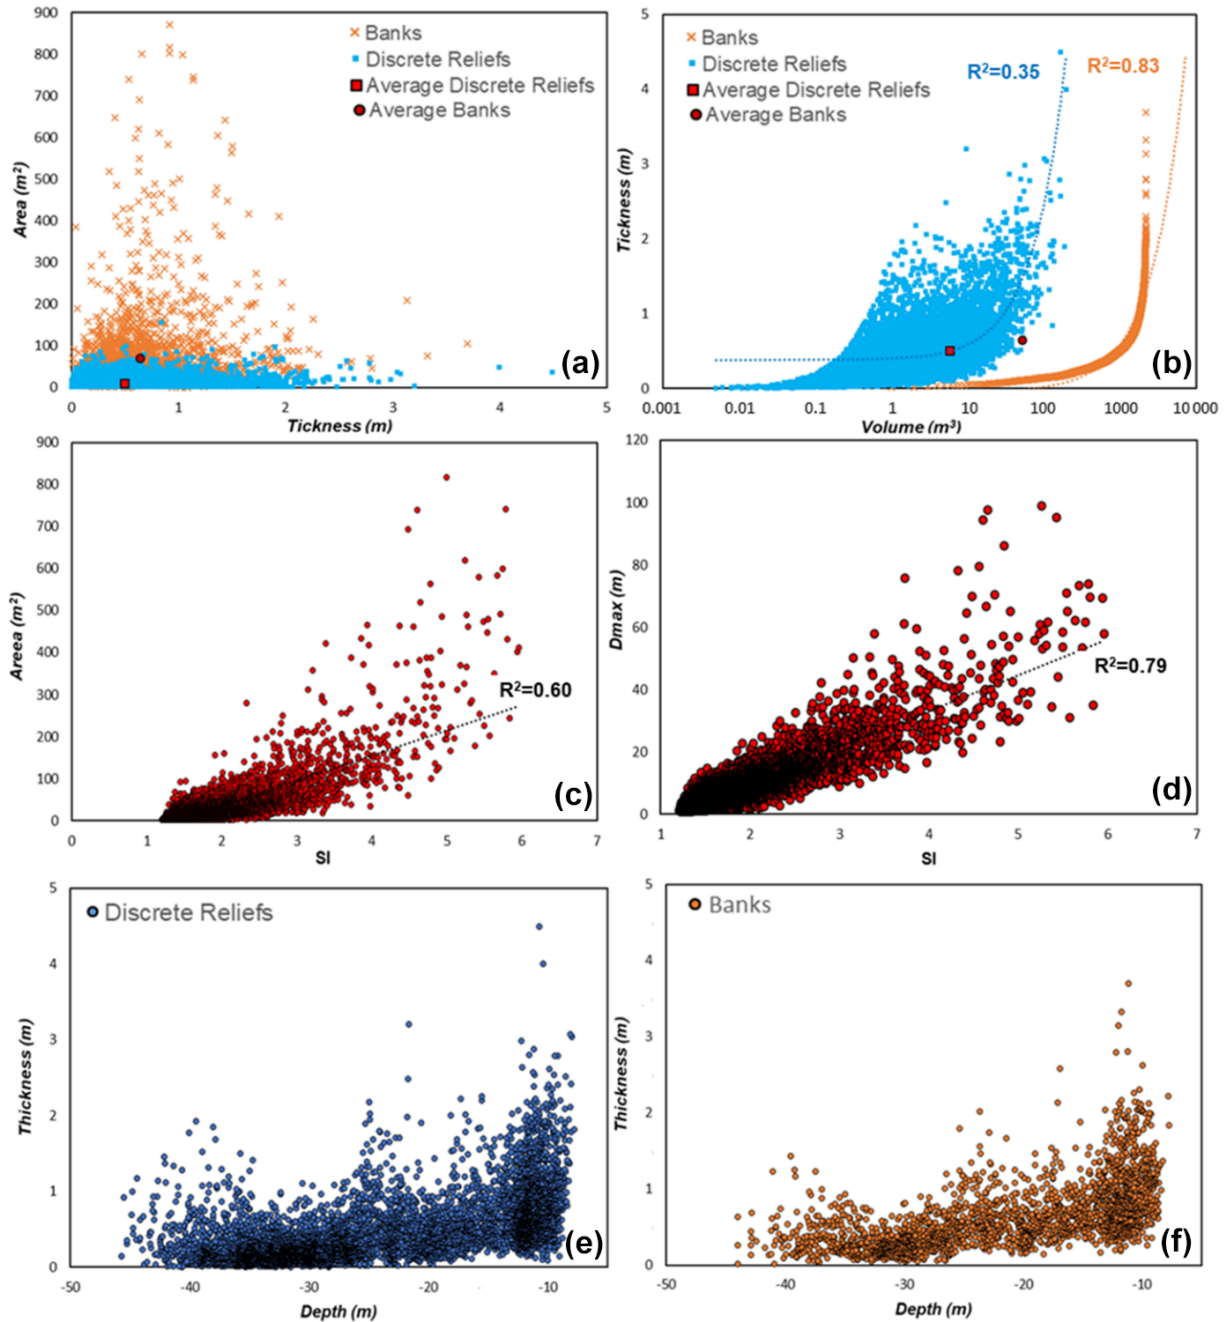 900
800
700
600
500
400
300
200
100
0
Area (m²)
× Banks
Discrete Reliefs
Average Discrete Reliefs
Average Banks
(a)
0 1 2 3 4 5
Tickness (m)
5
4
3
2
1
0
Tickness (m)
× Banks
Discrete Reliefs
Average Discrete Reliefs
Average Banks
R²=0.35
R²=0.83
(b)
0.001 0.01 0.1 1 10 100 1000 10 000
Volume (m³)
900
800
700
600
500
400
300
200
100
0
Areea (m²)
R²=0.60
(c)
0 1 2 3 4 5 6 7
SI
120
100
80
60
40
20
0
Dmax (m)
R²=0.79
(d)
1 2 3 4 5 6 7
SI
5
4
3
2
1
0
Thickness (m)
Discrete Reliefs
(e)
-50 -40 -30 -20 -10
Depth (m)
5
4
3
2
1
0
Thickness (m)
Banks
(f)
-50 -40 -30 -20 -10
Depth (m)